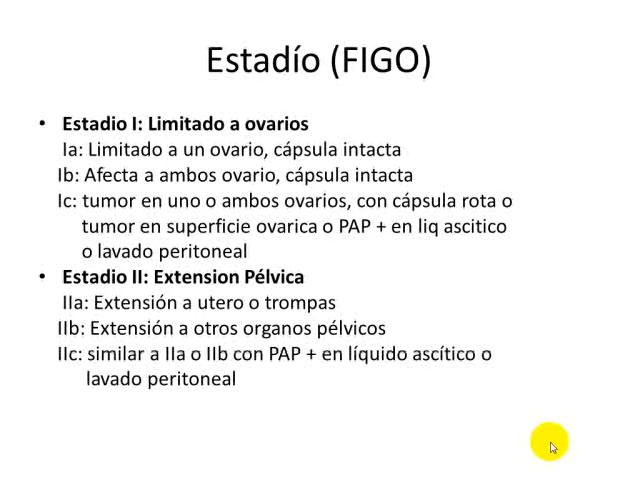 Estadío (FIGO)
• Estadio I: Limitado a ovarios
Ia: Limitado a un ovario, cápsula intacta
Ib: Afecta a ambos ovario, cápsula intacta
Ic: tumor en uno o ambos ovarios, con cápsula rota o
tumor en superficie ovarica o PAP + en liq ascitico
o lavado peritoneal
• Estadio II: Extension Pélvica
IIa: Extensión a utero o trompas
IIb: Extensión a otros organos pélvicos
IIc: similar a IIa o IIb con PAP + en líquido ascítico o
lavado peritoneal